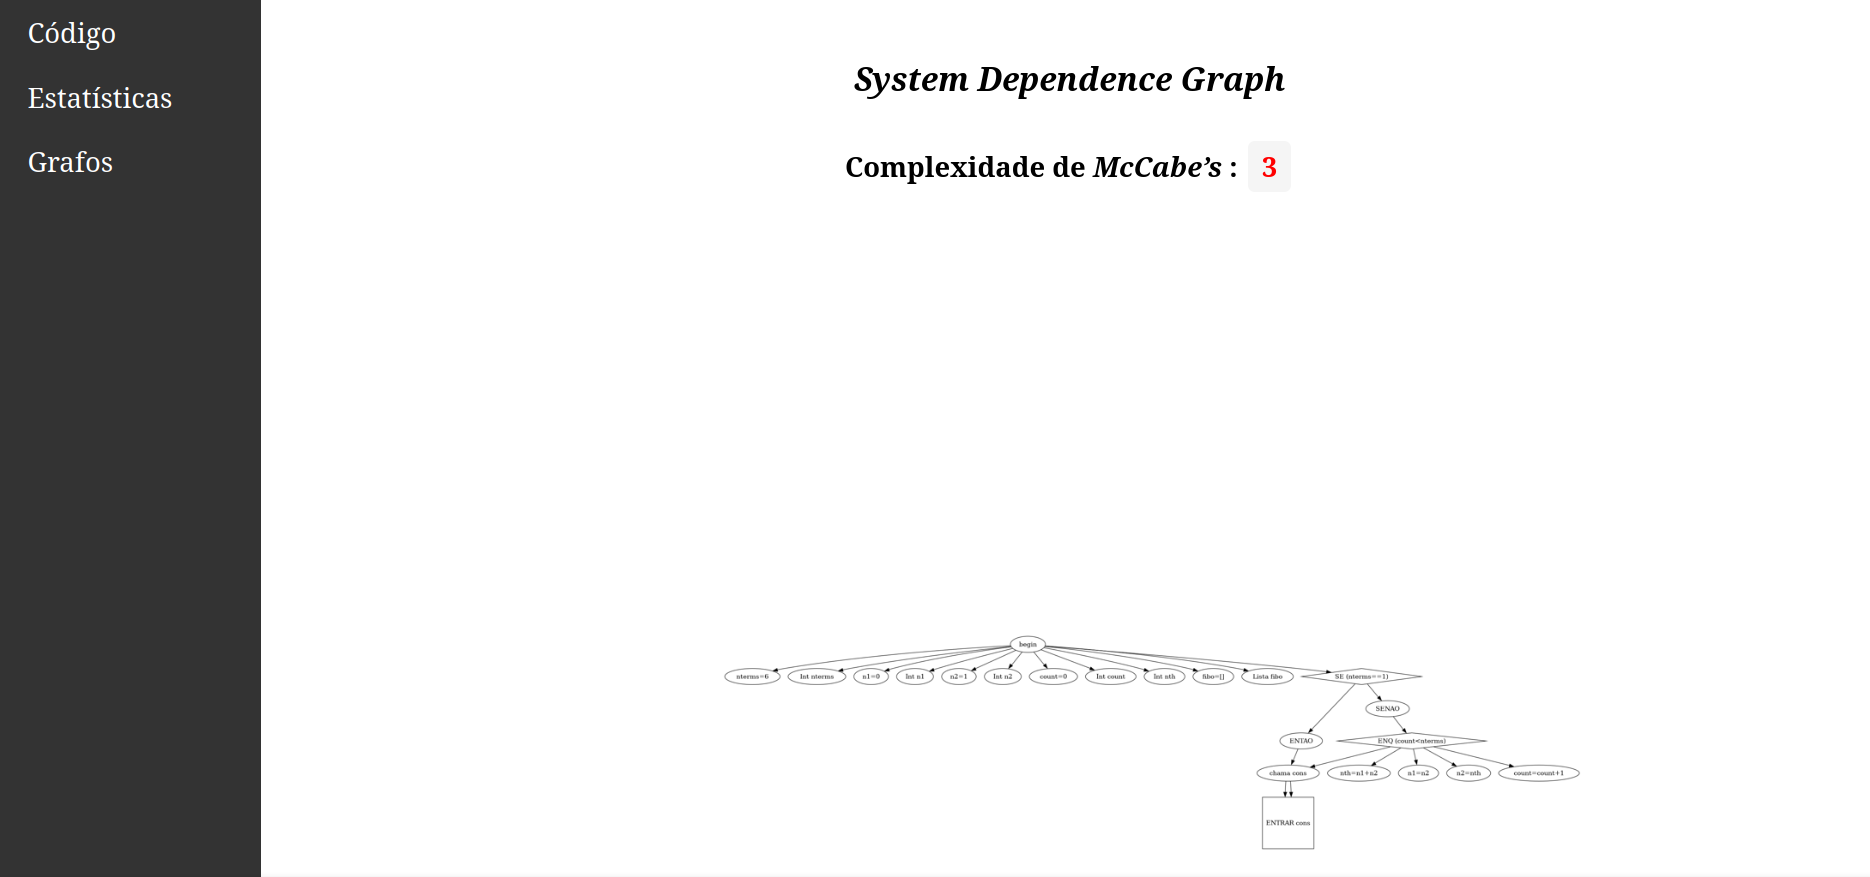 Código
Estatísticas
Grafos
System Dependence Graph
Complexidade de McCabe’s : 3
begin
nterms=6
Int nterms
n1=0
Int n1
n2=1
Int n2
count=0
Int count
Int nth
fibo=[]
Lista fibo
SE (nterms==1)
SENAO
ENTAO
ENQ (count<nterms)
chama cons
nth=n1+n2
n1=n2
n2=nth
count=count+1
ENTRAR cons